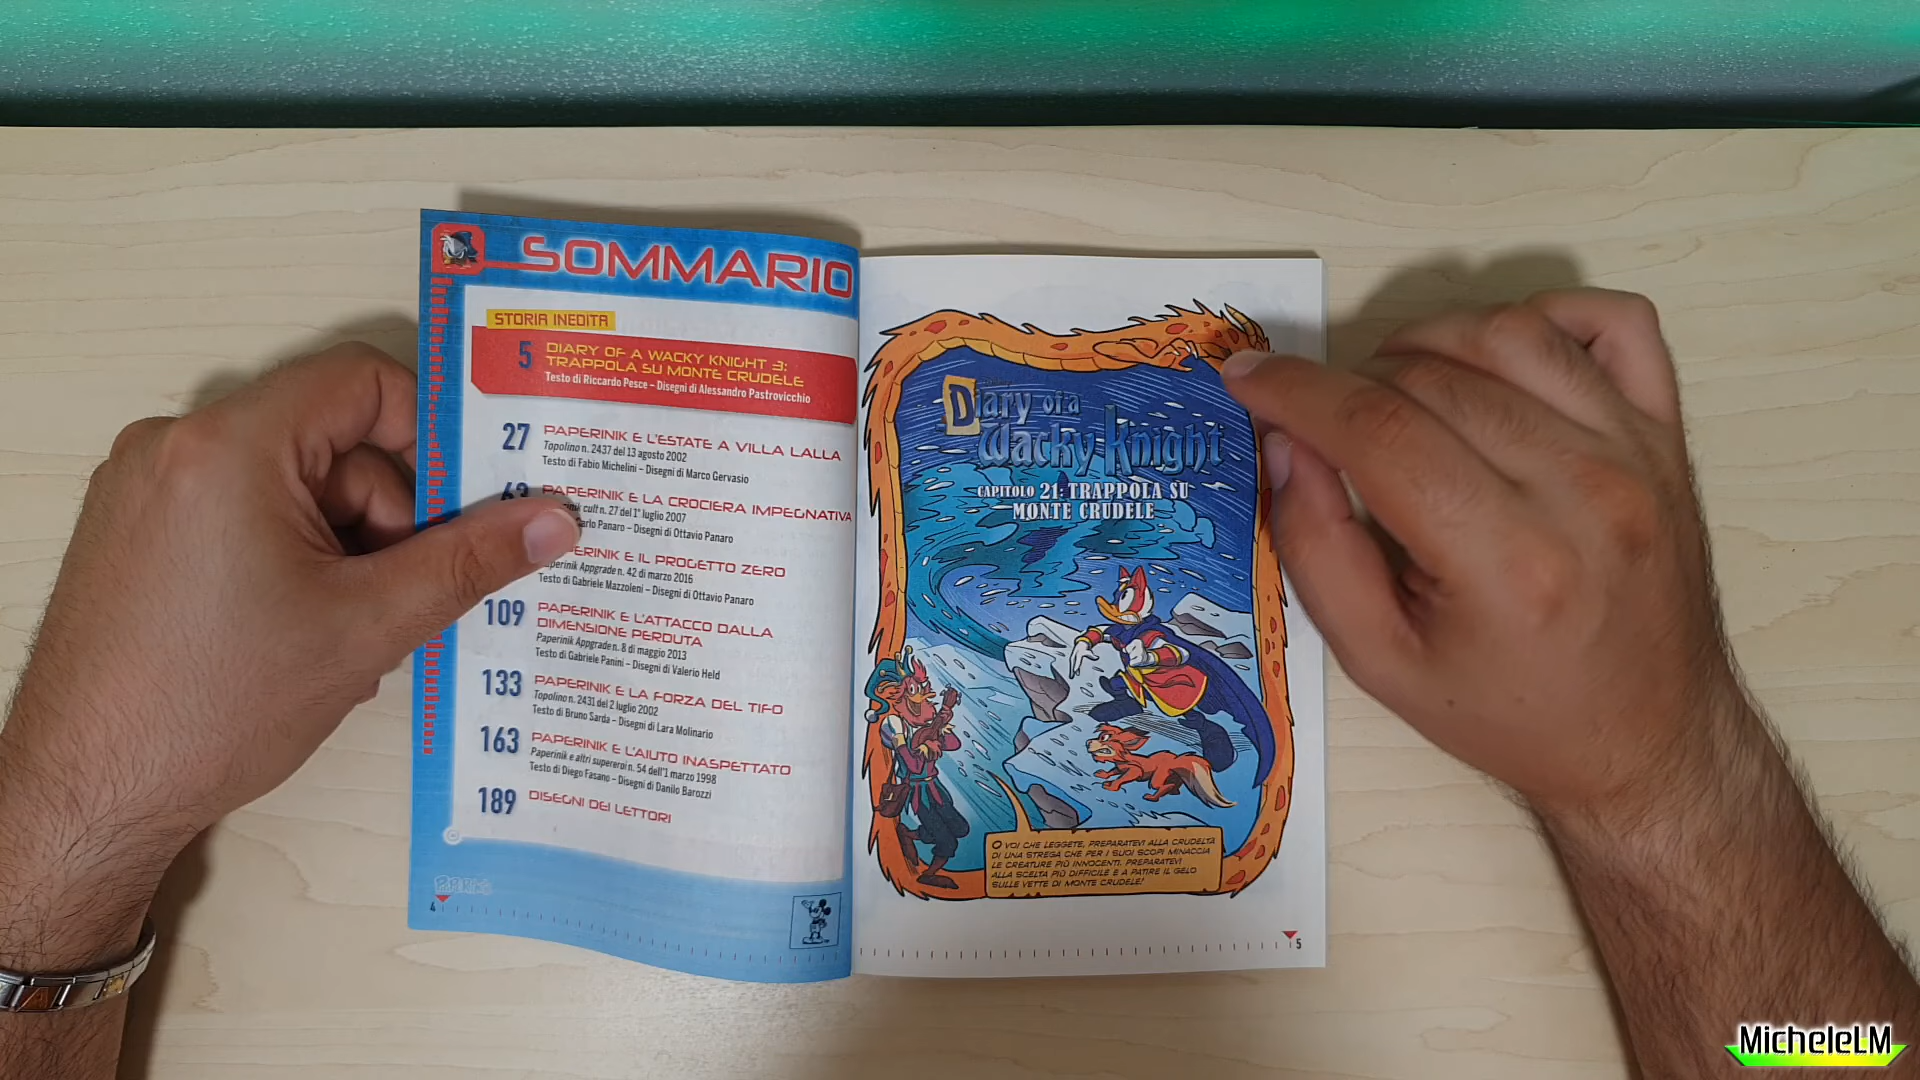 SOMMARIO
STORIA INEDITA
5 DIARY OF A WACKY KNIGHT 3:
TRAPPOLA SU MONTE CRUDELE
Testo di Riccardo Pesce – Disegni di Alessandro Pastrovicchio
27 PAPERINIK E L'ESTATE A VILLA LALLA
Topolino n. 2437 del 13 agosto 2002
Testo di Fabio Michelini – Disegni di Marco Gervasio
63 PAPERINIK E LA CROCIERA IMPEGNATIVA
cult n. 27 del 1° luglio 2007
Panaro – Disegni di Ottavio Panaro
E IL PROGETTO ZERO
Appgrade n. 42 di marzo 2016
Testo di Gabriele Mazzoleni – Disegni di Ottavio Panaro
109 PAPERINIK E L'ATTACCO DALLA
DIMENSIONE PERDUTA
Paperinik Appgrade n. 8 di maggio 2013
Testo di Gabriele Panini – Disegni di Valerio Held
133 PAPERINIK E LA FORZA DEL TIFO
Topolino n. 2431 del 2 luglio 2002
Testo di Bruno Sarda – Disegni di Lara Molinario
163 PAPERINIK E L'AIUTO INASPETTATO
Paperinik e altri supereroi n. 54 dell'1 marzo 1998
Testo di Diego Fasano – Disegni di Danilo Barozzi
189 DISEGNI DEI LETTORI
4
Diary of a
Wacky Knight
CAPITOLO 21: TRAPPOLA SU
MONTE CRUDELE
O VOI CHE LEGGETE, PREPARATEVI ALLA CRUDELTÀ
DI UNA STREGA CHE PER I SUOI SCOPI MINACCIA
LE CREATURE PIÙ INNOCENTI. PREPARATEVI
ALLA SCELTA PIÙ DIFFICILE E A PATIRE IL GELO
SULLE VETTE DI MONTE CRUDELE!
5
MicheleLM